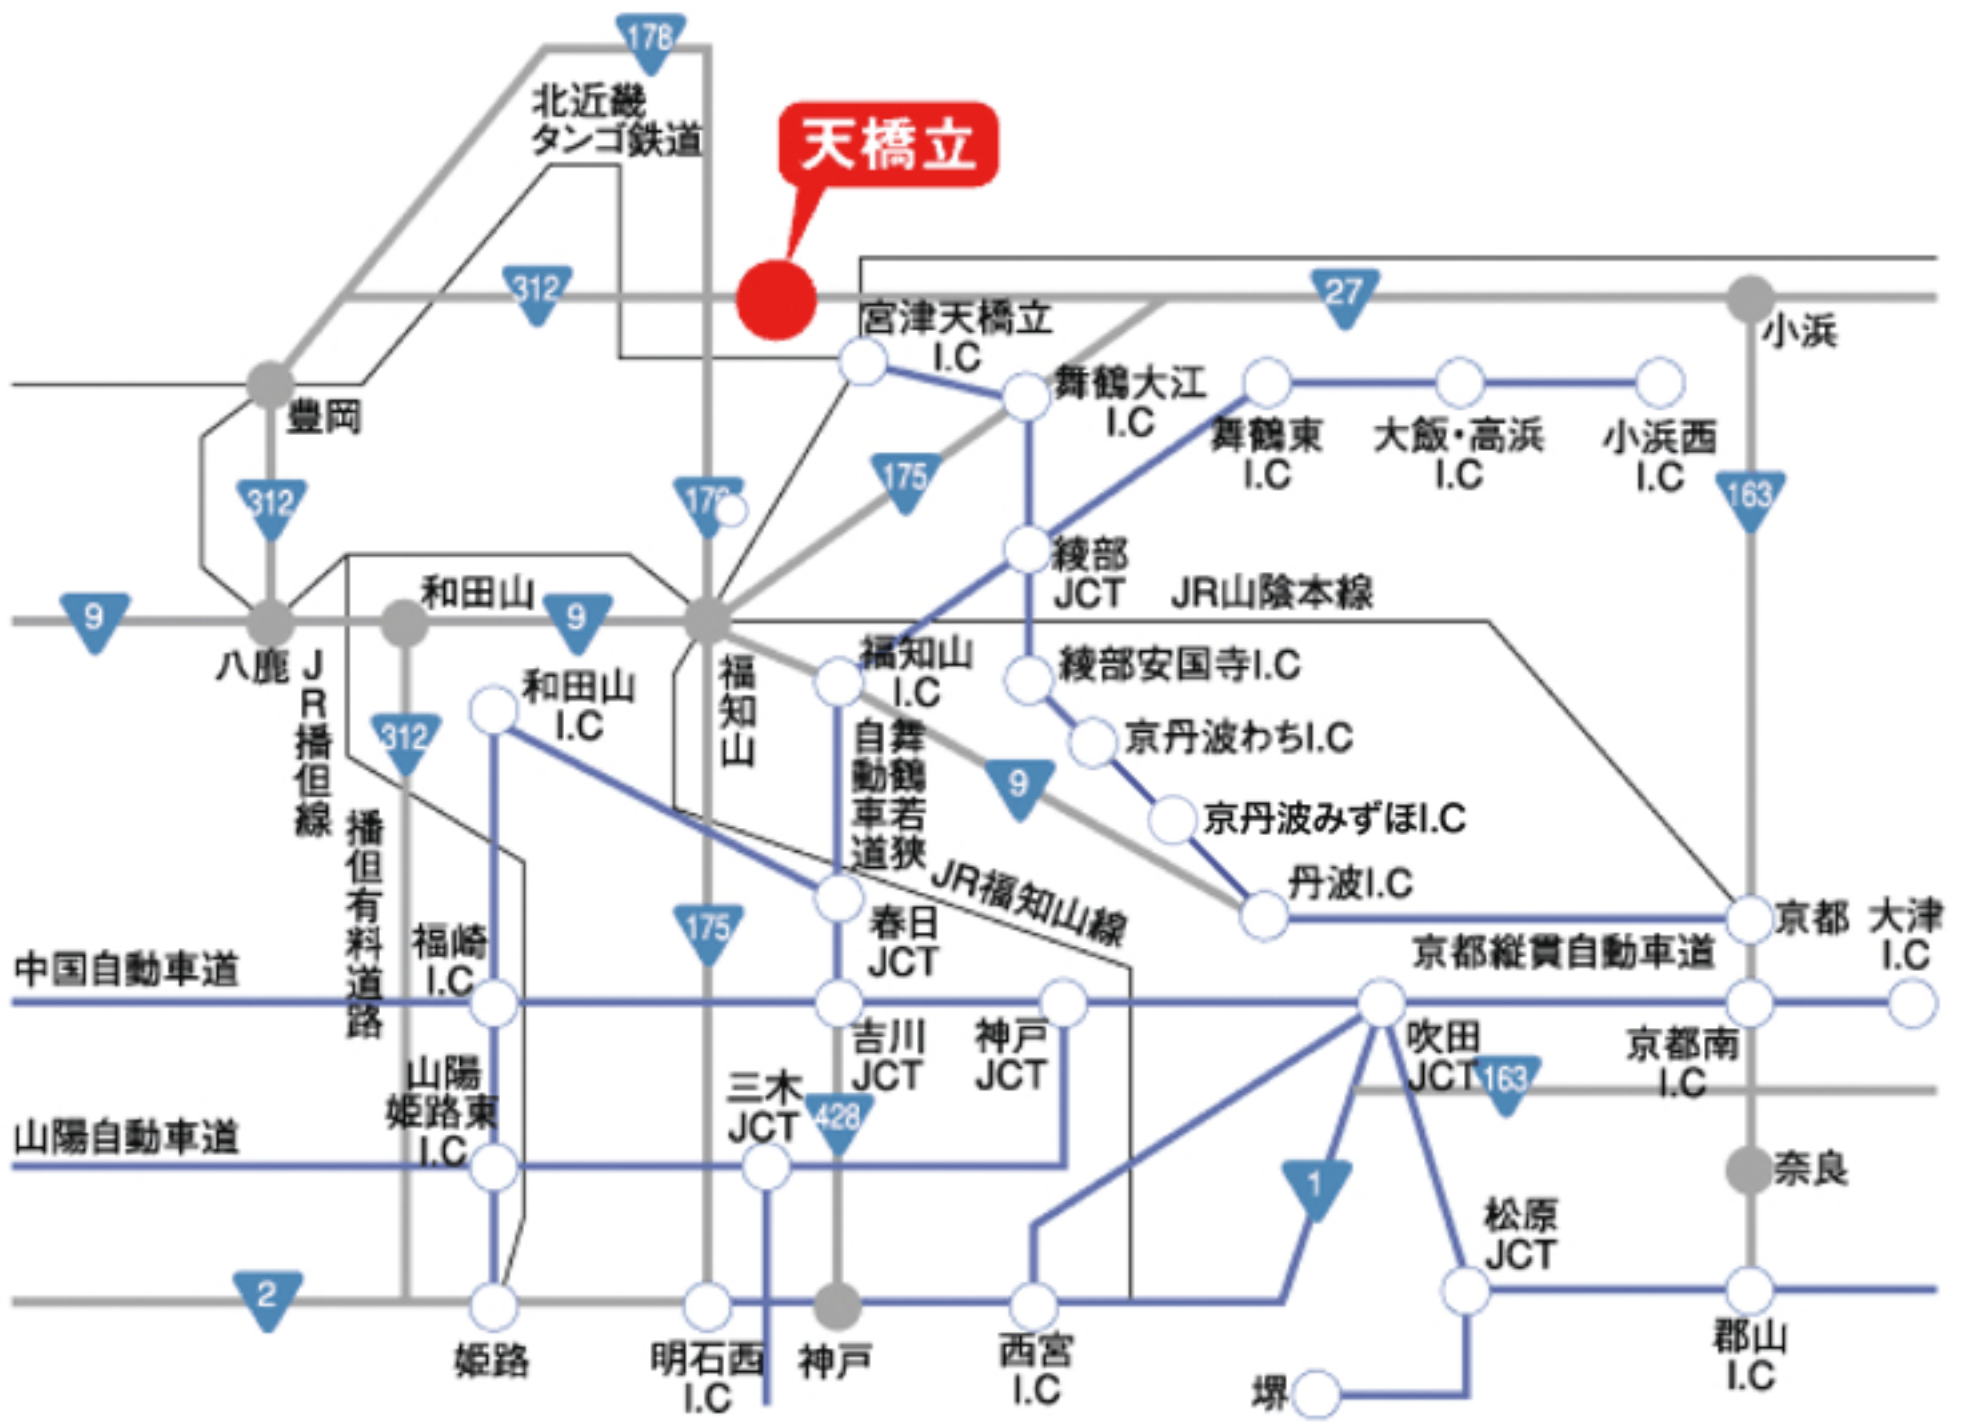 178
北近畿
タンゴ鉄道
天橋立
312
27
宮津天橋立
I.C
小浜
豊岡
舞鶴大江
I.C
舞鶴東
I.C
大飯・高浜
I.C
小浜西
I.C
312
175
163
綾部
JCT
JR山陰本線
9
和田山
9
八鹿
JR播但線
福知山
福知山
I.C
綾部安国寺I.C
和田山
I.C
312
舞鶴若狭
自動車道
京丹波わちI.C
9
京丹波みずほI.C
播但有料道路
丹波I.C
JR福知山線
175
春日
JCT
京都
大津
I.C
福崎
I.C
京都縦貫自動車道
中国自動車道
吉川
JCT
神戸
JCT
吹田
JCT
163
京都南
I.C
山陽
姫路東
I.C
三木
JCT
428
山陽自動車道
1
奈良
松原
JCT
2
姫路
明石西
I.C
神戸
西宮
I.C
郡山
I.C
堺